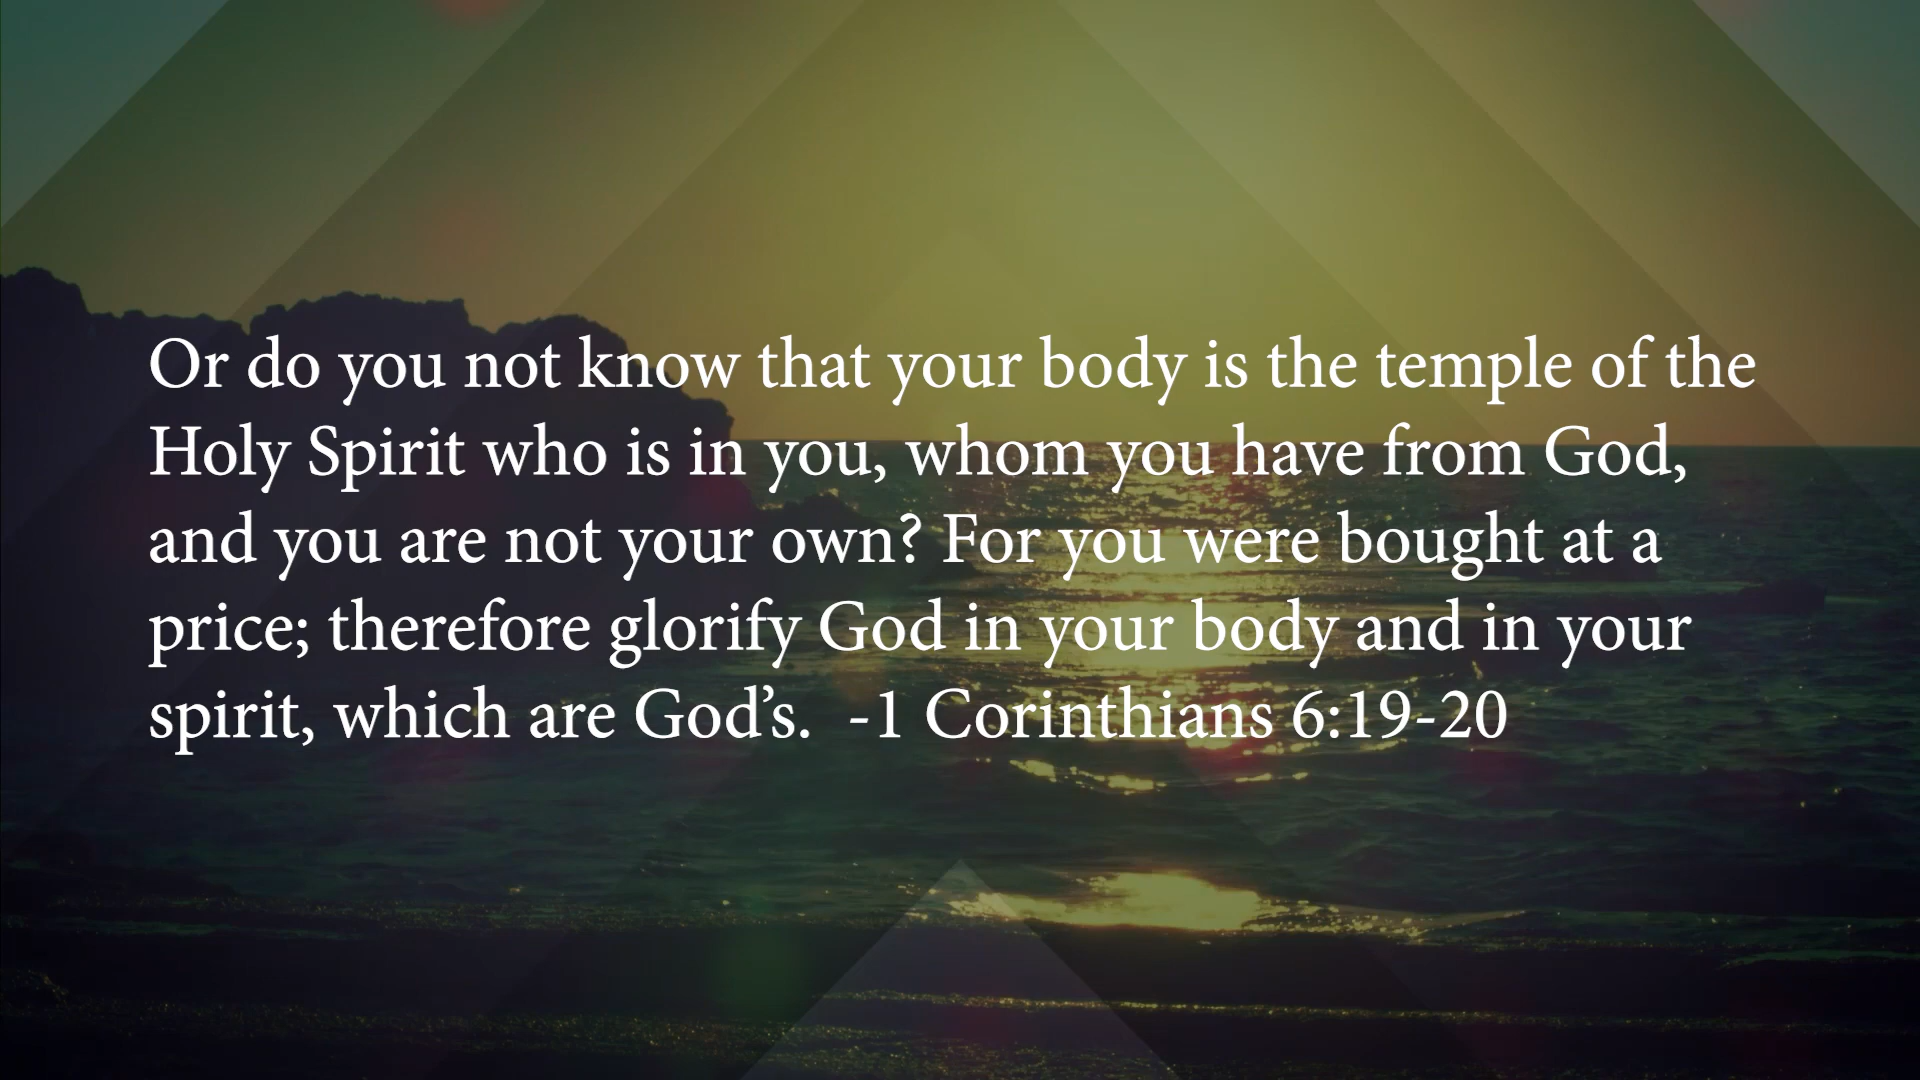 Or do you not know that your body is the temple of the
Holy Spirit who is in you, whom you have from God,
and you are not your own? For you were bought at a
price; therefore glorify God in your body and in your
spirit, which are God’s.  -1 Corinthians 6:19-20